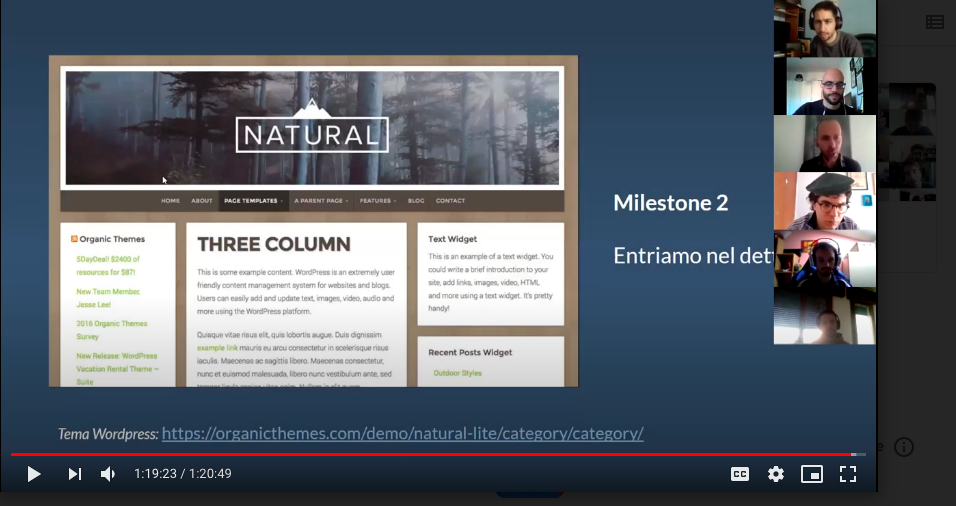 NATURAL
HOME ABOUT PAGE TEMPLATES A PARENT PAGE FEATURES BLOG CONTACT
Organic Themes
5DayDeal! $2400 of
resources for $87!
New Team Member,
Jesse Lee!
2016 Organic Themes
Survey
New Release: WordPress
Vacation Rental Theme –
Suite
THREE COLUMN
This is some example content. WordPress is an extremely user
friendly content management system for websites and blogs.
Users can easily add and update text, images, video, audio and
more using the WordPress platform.
Quisque vitae risus elit, quis lobortis augue. Duis dignissim
example link mauris eu arcu consectetur in scelerisque risus
iaculis. Maecenas ac sagittis libero. Maecenas consectetur,
nunc et euismod malesuada, libero nunc vestibulum ante, sed
Text Widget
This is an example of a text widget. You
could write a brief introduction to your
site, add links, images, video, HTML
and more using a text widget. It's pretty
handy!
Recent Posts Widget
Outdoor Styles
Milestone 2
Entriamo nel dett
Tema Wordpress: https://organicthemes.com/demo/natural-lite/category/category/
1:19:23 / 1:20:49
CC